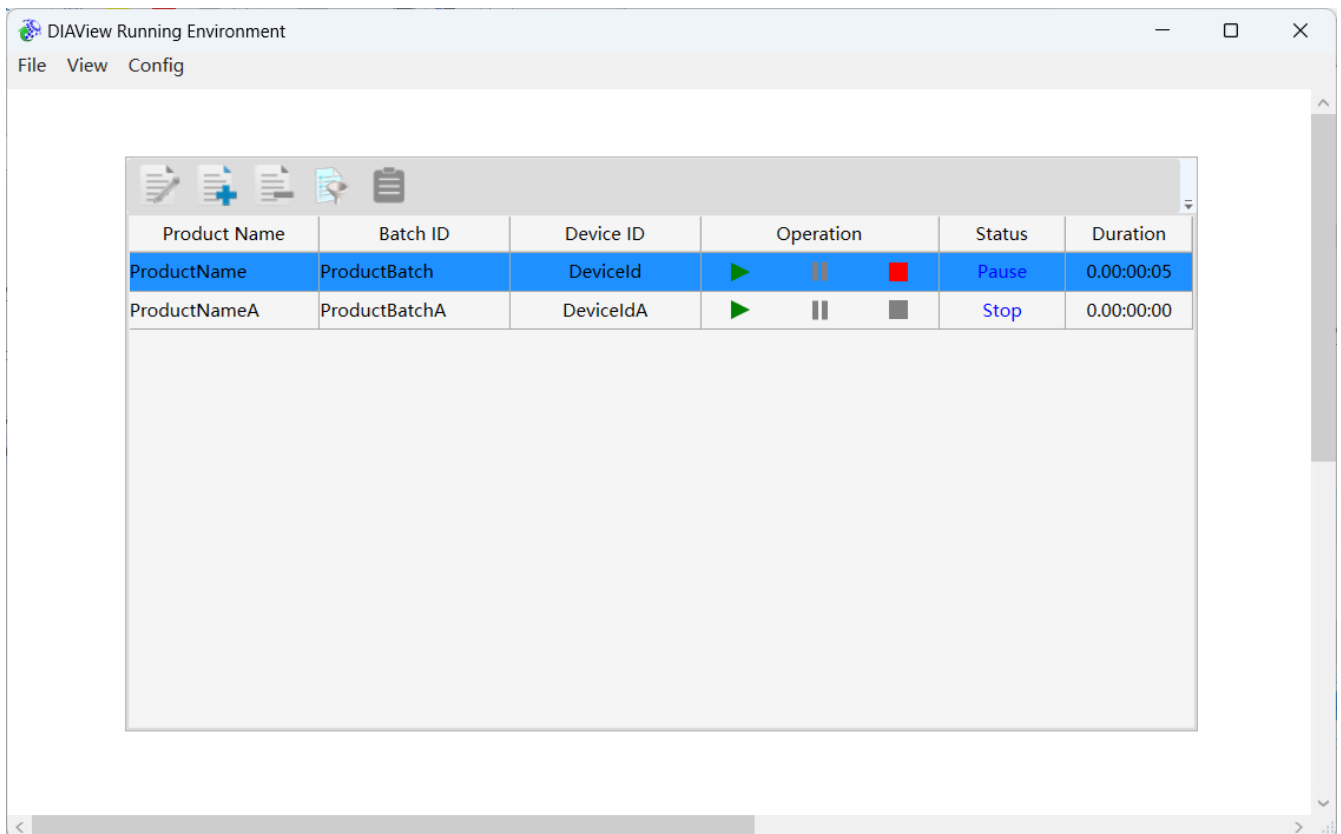 DIAView Running Environment
File View Config
Product Name Batch ID Device ID Operation Status Duration
ProductName ProductBatch DeviceId Pause 0.00:00:05
ProductNameA ProductBatchA DeviceIdA Stop 0.00:00:00